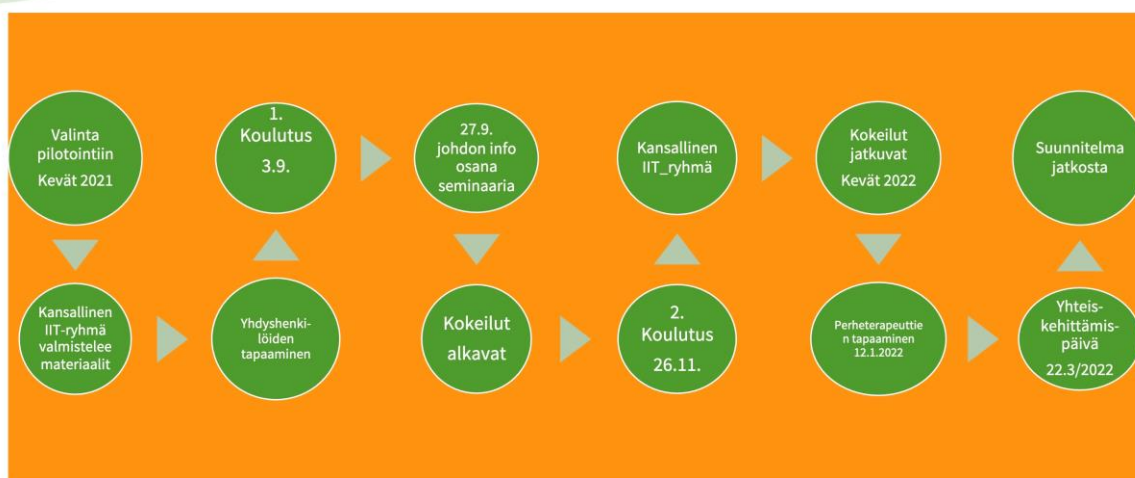 Valinta
pilotointiin
Kevät 2021
Kansallinen
IIT-ryhmä
valmistelee
materiaalit
Yhdyshenki-
löiden
tapaaminen
1.
Koulutus
3.9.
27.9.
johdon info
osana
seminaaria
Kokeilut
alkavat
2.
Koulutus
26.11.
Kansallinen
IIT_ryhmä
Kokeilut
jatkuvat
Kevät 2022
Perheterapeuttie
n tapaaminen
12.1.2022
Yhteis-
kehittämis-
päivä
22.3/2022
Suunnitelma
jatkosta